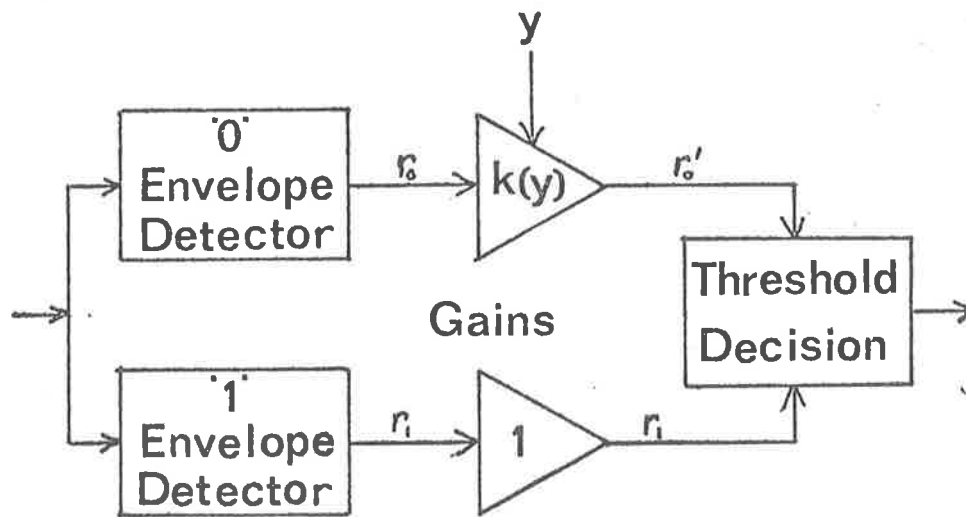 y
'0'
Envelope
Detector
r₀
k(y)
r₀'
Threshold
Decision
Gains
'1'
Envelope
Detector
r₁
1
r₁